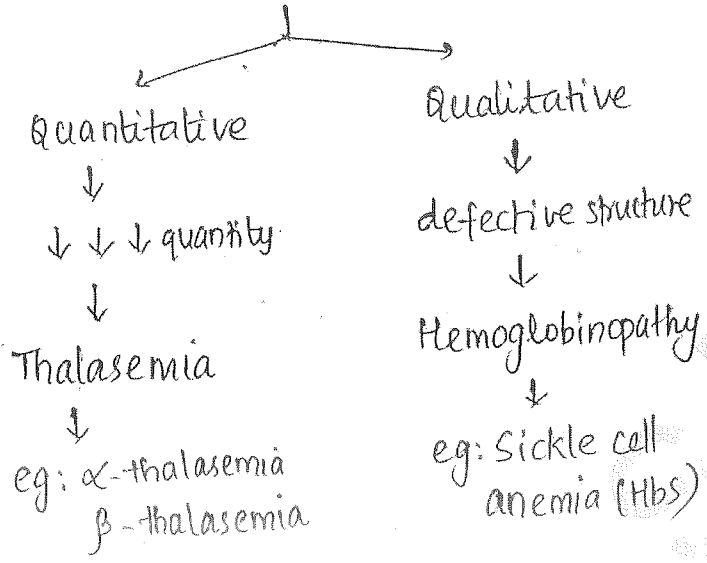 Quantitative
↓
↓ ↓ ↓ quantity
↓
Thalasemia
↓
eg: α-thalasemia
β-thalasemia
Qualitative
↓
defective structure
↓
Hemoglobinopathy
↓
eg: Sickle cell
anemia (HbS)